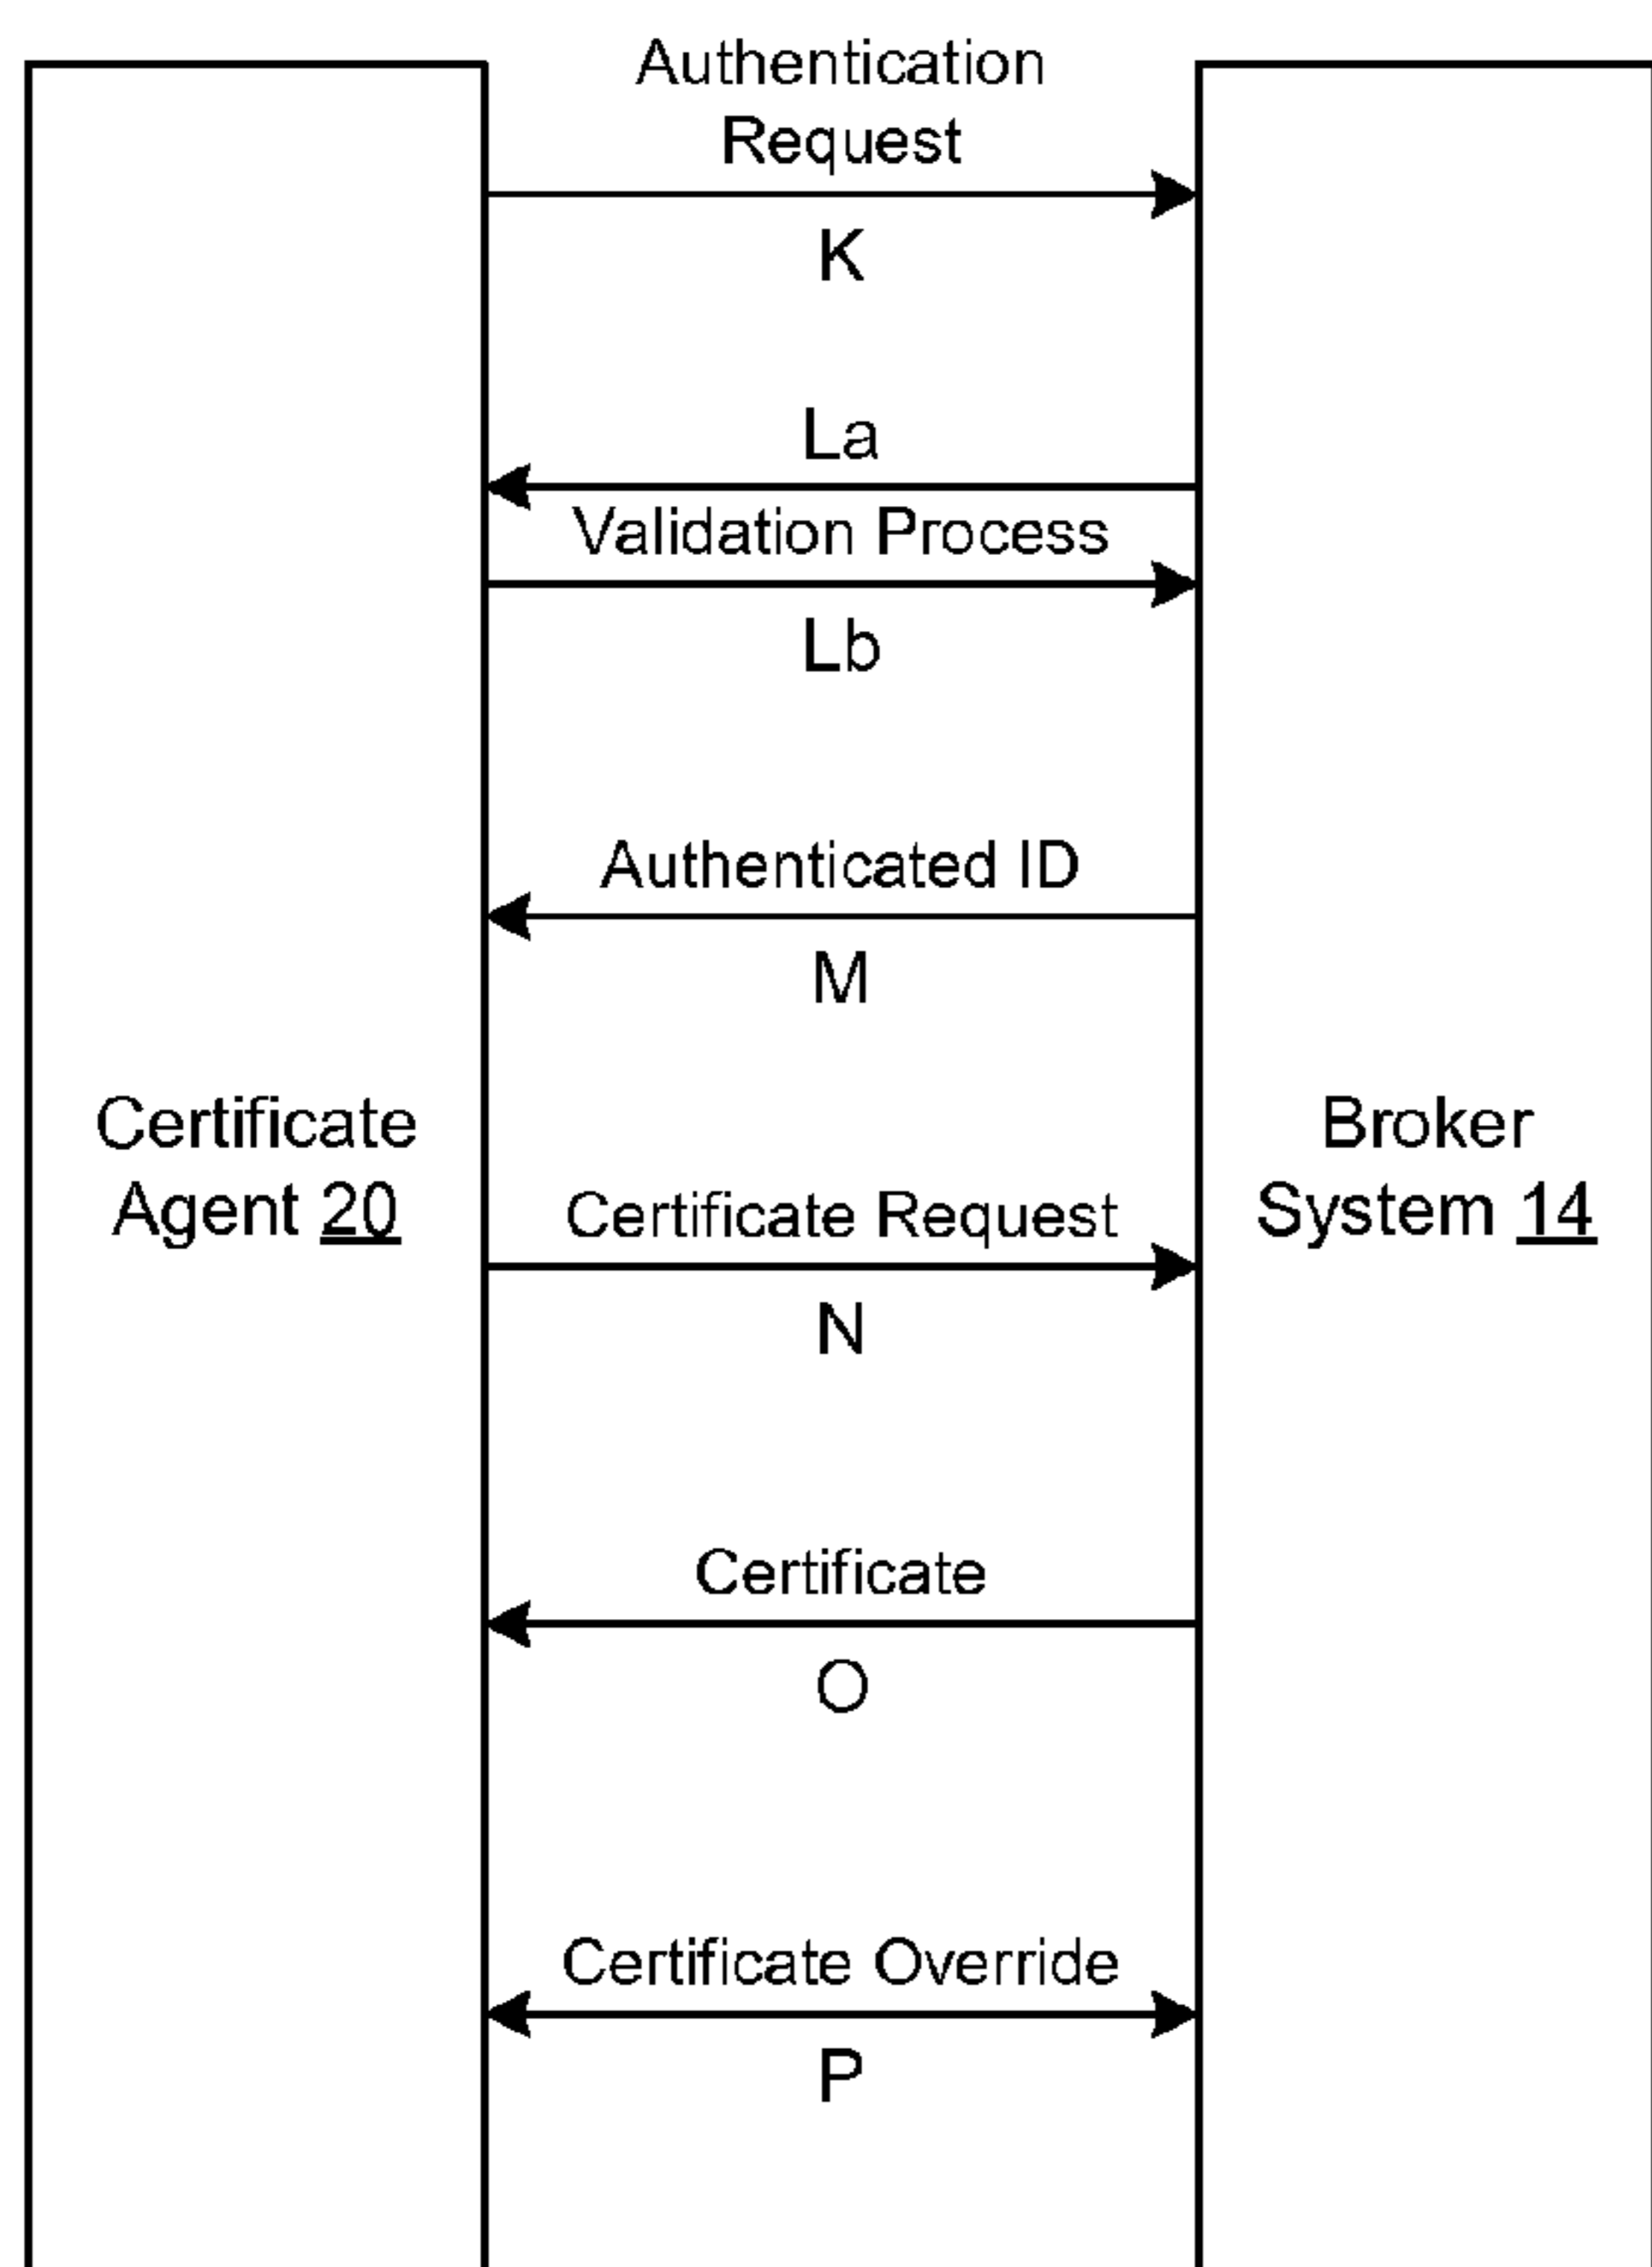 Authentication
Request
K
La
Validation Process
Lb
Authenticated ID
M
Certificate
Agent 20
Broker
System 14
Certificate Request
N
Certificate
O
Certificate Override
P